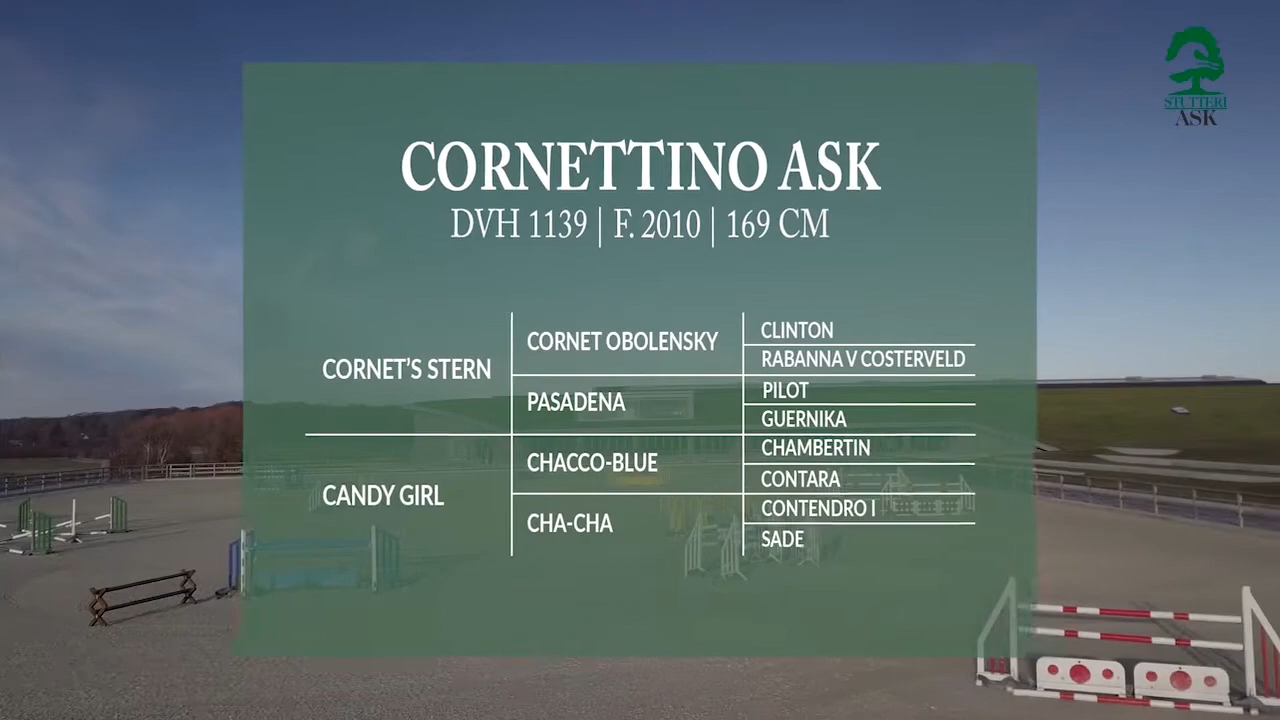 STUTTERI
ASK
CORNETTINO ASK
DVH 1139 | F. 2010 | 169 CM
CORNET'S STERN
CORNET OBOLENSKY
CLINTON
RABANNA V COSTERVELD
PASADENA
PILOT
GUERNIKA
CANDY GIRL
CHACCO-BLUE
CHAMBERTIN
CONTARA
CHA-CHA
CONTENDRO I
SADE